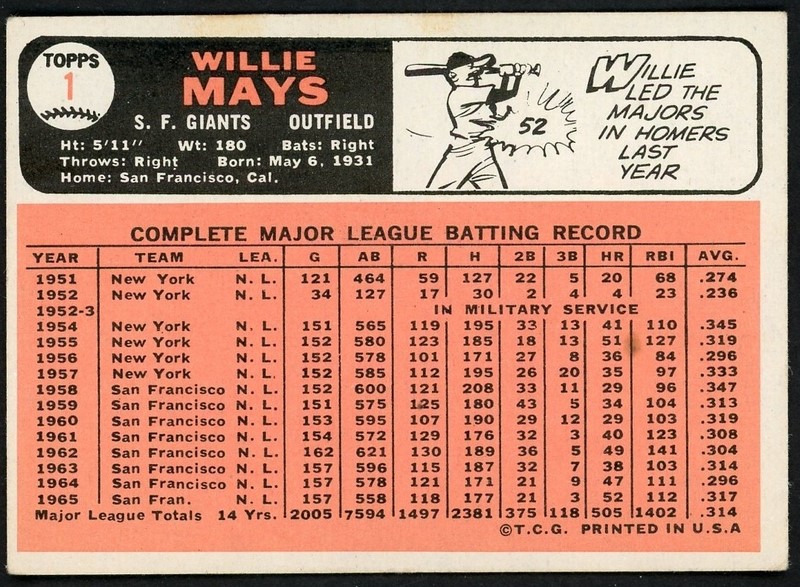 TOPPS
1
WILLIE
MAYS
S. F. GIANTS OUTFIELD
Ht: 5'11" Wt: 180 Bats: Right
Throws: Right Born: May 6, 1931
Home: San Francisco, Cal.
52
WILLIE
LED THE
MAJORS
IN HOMERS
LAST
YEAR
COMPLETE MAJOR LEAGUE BATTING RECORD
YEAR TEAM LEA. G AB R H 2B 3B HR RBI AVG.
1951 New York N. L. 121 464 59 127 22 5 20 68 .274
1952 New York N. L. 34 127 17 30 2 4 4 23 .236
1952-3 IN MILITARY SERVICE
1954 New York N. L. 151 565 119 195 33 13 41 110 .345
1955 New York N. L. 152 580 123 185 18 13 51 127 .319
1956 New York N. L. 152 578 101 171 27 8 36 84 .296
1957 New York N. L. 152 585 112 195 26 20 35 97 .333
1958 San Francisco N. L. 152 600 121 208 33 11 29 96 .347
1959 San Francisco N. L. 151 575 125 180 43 5 34 104 .313
1960 San Francisco N. L. 153 595 107 190 29 12 29 103 .319
1961 San Francisco N. L. 154 572 129 176 32 3 40 123 .308
1962 San Francisco N. L. 162 621 130 189 36 5 49 141 .304
1963 San Francisco N. L. 157 596 115 187 32 7 38 103 .314
1964 San Francisco N. L. 157 578 121 171 21 9 47 111 .296
1965 San Fran. N. L. 157 558 118 177 21 3 52 112 .317
Major League Totals 14 Yrs. 2005 7594 1497 2381 375 118 505 1402 .314
©T.C.G. PRINTED IN U.S.A